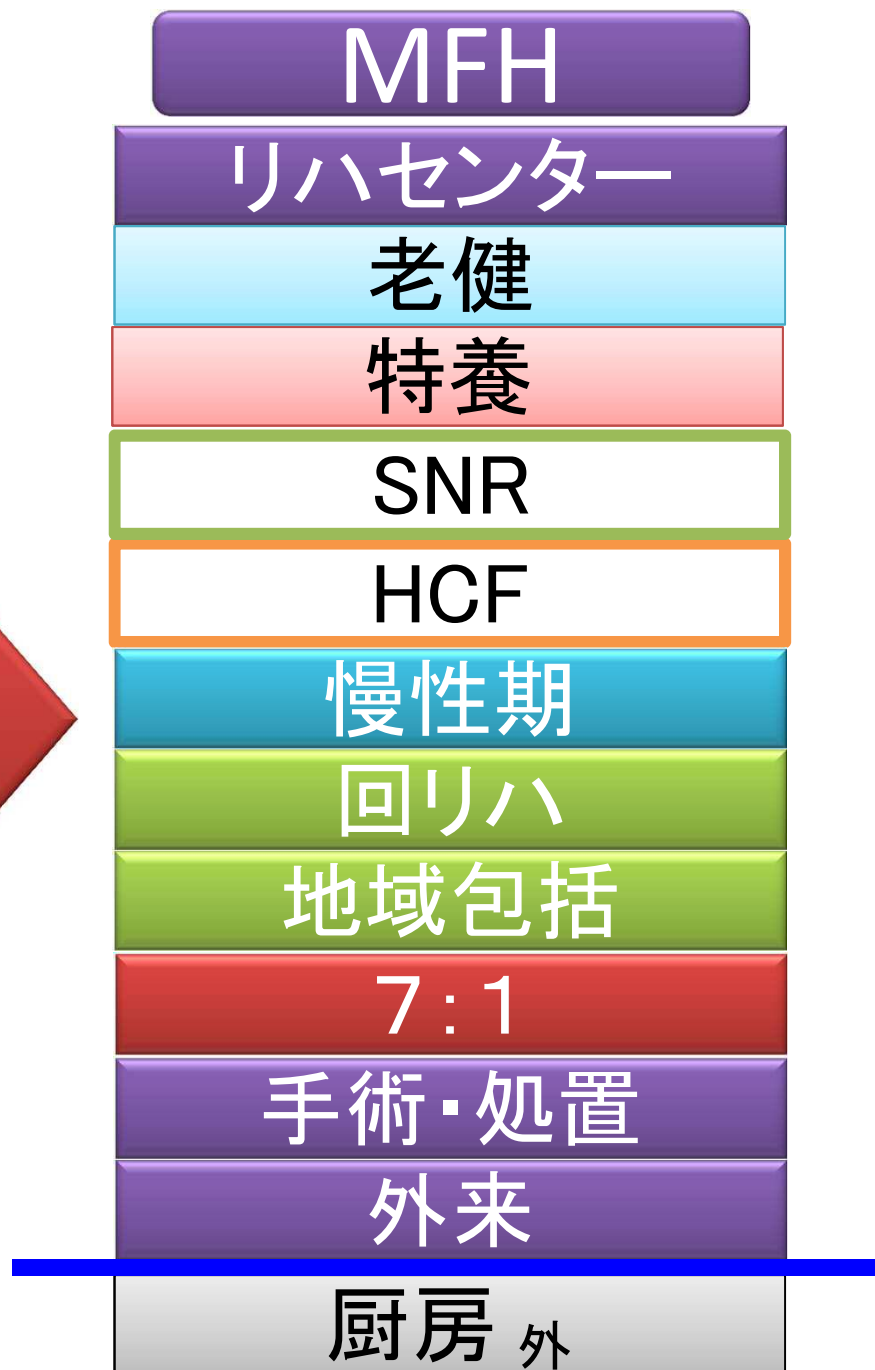 MFH
リハセンター
老健
特養
SNR
HCF
慢性期
回リハ
地域包括
７:１
手術・処置
外来
厨房 外